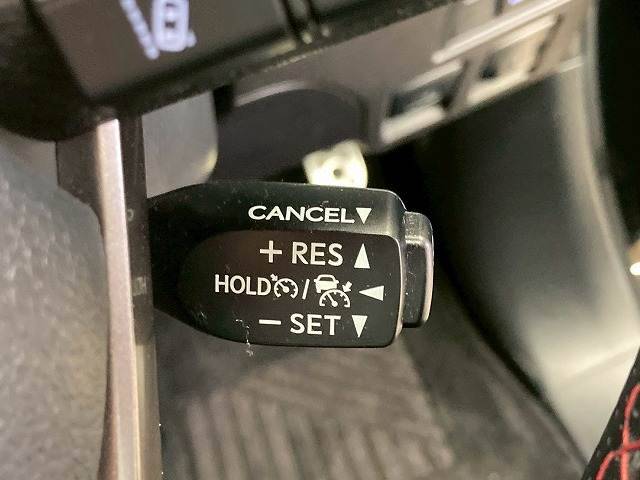 CANCEL▼
+ RES ▲
HOLD / ◄
− SET ▼